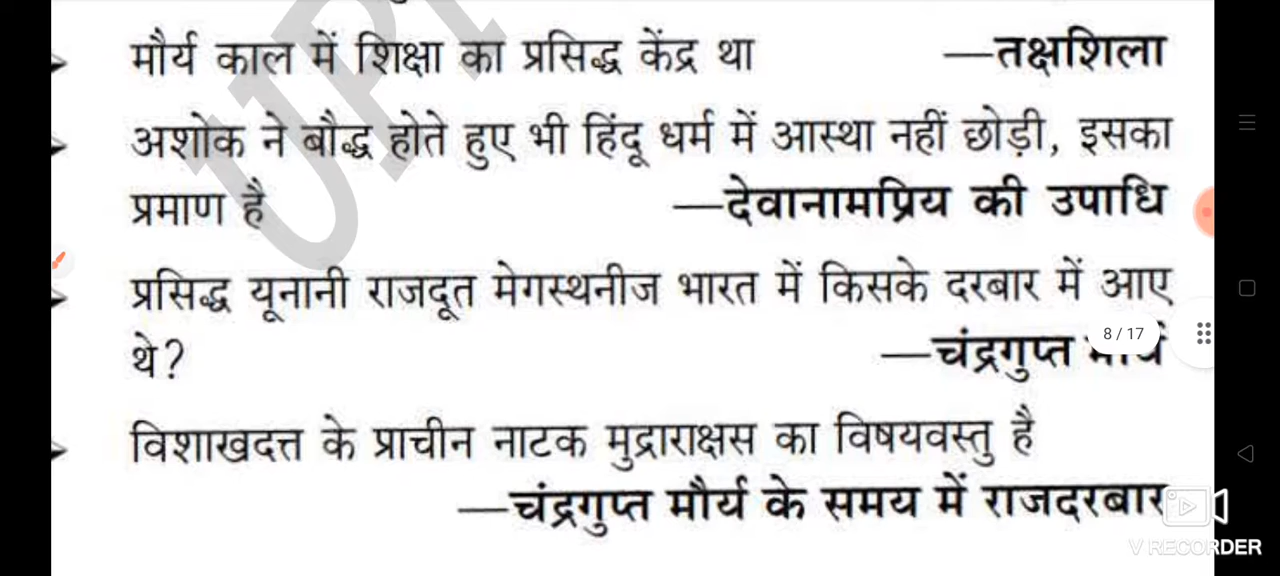 मौर्य काल में शिक्षा का प्रसिद्ध केंद्र था —तक्षशिला
अशोक ने बौद्ध होते हुए भी हिंदू धर्म में आस्था नहीं छोड़ी, इसका
प्रमाण है —देवानामप्रिय की उपाधि
प्रसिद्ध यूनानी राजदूत मेगस्थनीज भारत में किसके दरबार में आए
थे? —चंद्रगुप्त मौर्य
8 / 17
विशाखदत्त के प्राचीन नाटक मुद्राराक्षस का विषयवस्तु है
—चंद्रगुप्त मौर्य के समय में राजदरबार
V RECORDER